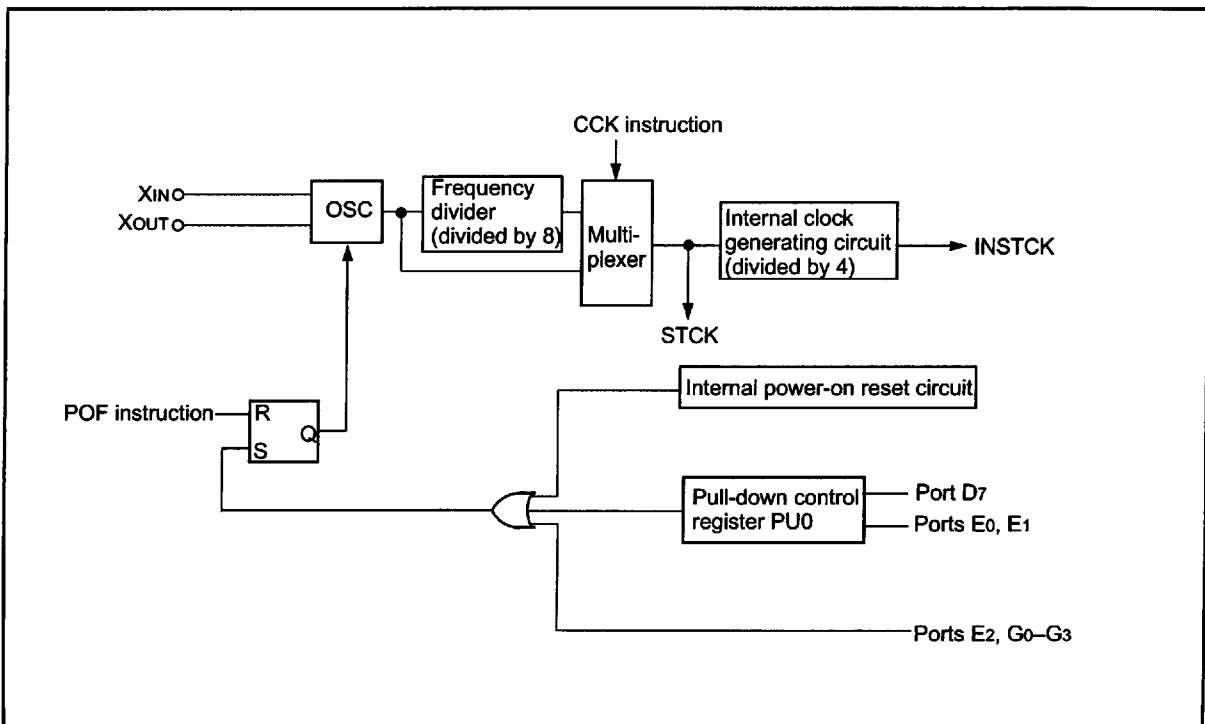 CCK instruction
XIN
XOUT
OSC
Frequency
divider
(divided by 8)
Multi-
plexer
Internal clock
generating circuit
(divided by 4)
INSTCK
STCK
Internal power-on reset circuit
POF instruction
R
S
Q
Pull-down control
register PU0
Port D7
Ports E0, E1
Ports E2, G0–G3